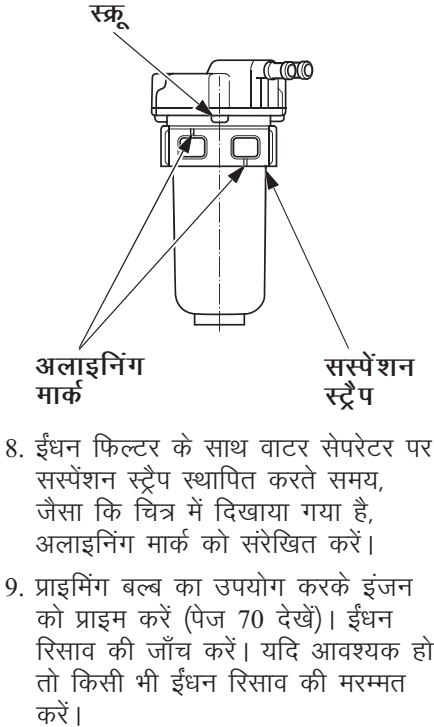 स्क्रू
अलाइनिंग
मार्क
सस्पेंशन
स्ट्रैप
8. ईंधन फिल्टर के साथ वाटर सेपरेटर पर
सस्पेंशन स्ट्रैप स्थापित करते समय,
जैसा कि चित्र में दिखाया गया है,
अलाइनिंग मार्क को संरेखित करें।
9. प्राइमिंग बल्ब का उपयोग करके इंजन
को प्राइम करें (पेज 70 देखें)। ईंधन
रिसाव की जाँच करें। यदि आवश्यक हो
तो किसी भी ईंधन रिसाव की मरम्मत
करें।